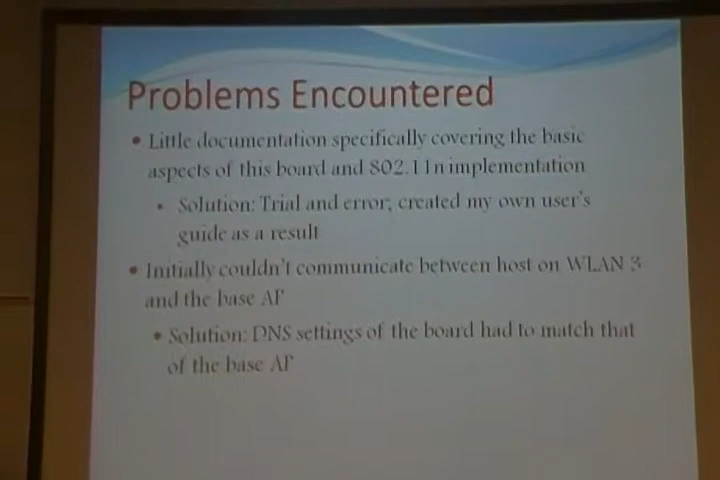 Problems Encountered
• Little documentation specifically covering the basic
aspects of this board and 802.11n implementation
• Solution: Trial and error; created my own user's
guide as a result
• Initially couldn't communicate between host on WLAN 3
and the base AP
• Solution: DNS settings of the board had to match that
of the base AP